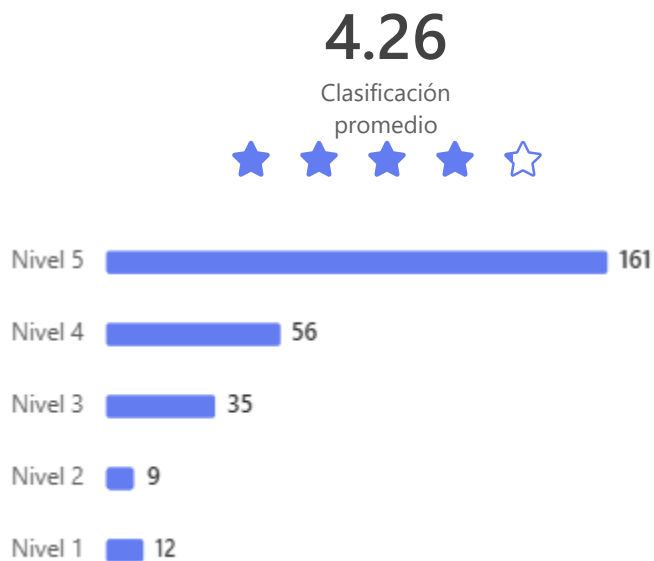 4.26
Clasificación
promedio
Nivel 5 161
Nivel 4 56
Nivel 3 35
Nivel 2 9
Nivel 1 12